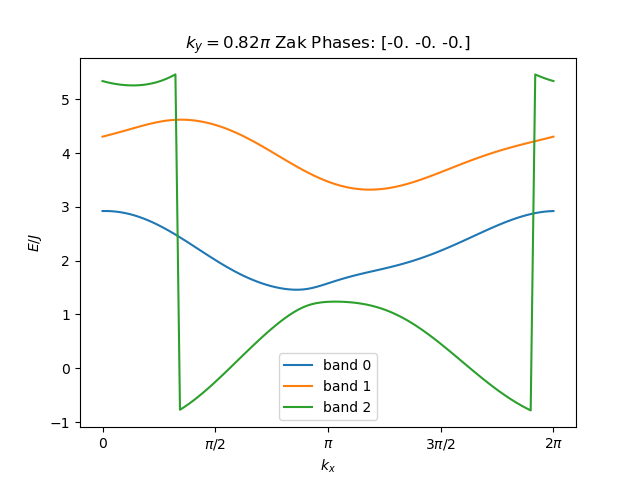 $k_y = 0.82\pi$ Zak Phases: [-0. -0. -0.]
E/J
5
4
3
2
1
0
−1
band 0
band 1
band 2
0
π/2
π
3π/2
2π
$k_x$